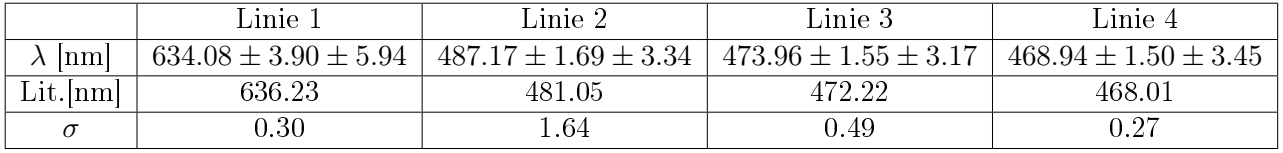 Linie 1 Linie 2 Linie 3 Linie 4
λ [nm] 634.08 ± 3.90 ± 5.94 487.17 ± 1.69 ± 3.34 473.96 ± 1.55 ± 3.17 468.94 ± 1.50 ± 3.45
Lit.[nm] 636.23 481.05 472.22 468.01
σ 0.30 1.64 0.49 0.27